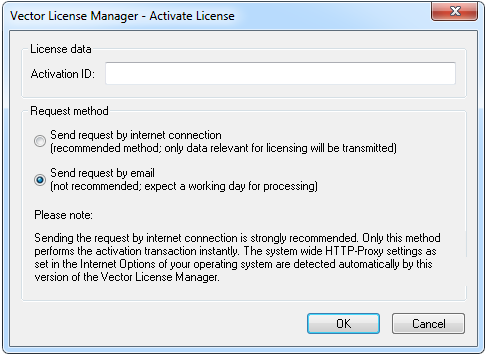 Vector License Manager - Activate License
License data
Activation ID:
Request method
Send request by internet connection
(recommended method; only data relevant for licensing will be transmitted)
Send request by email
(not recommended; expect a working day for processing)
Please note:
Sending the request by internet connection is strongly recommended. Only this method
performs the activation transaction instantly. The system wide HTTP-Proxy settings as
set in the Internet Options of your operating system are detected automatically by this
version of the Vector License Manager.
OK Cancel